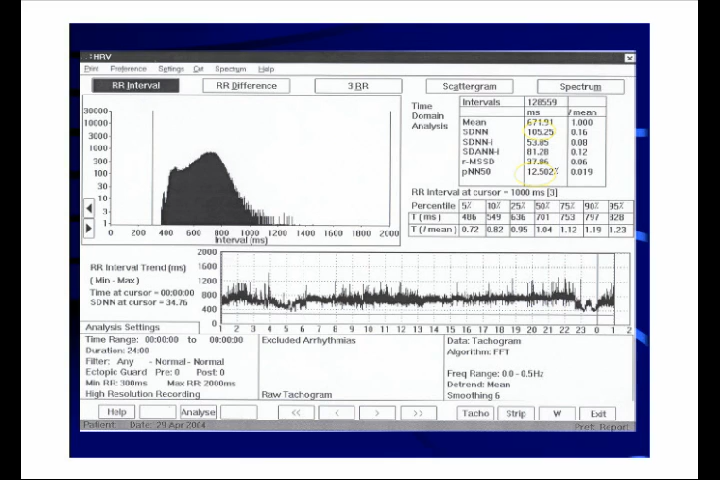 HRV
Print Preference Settings Cut Spectrum Help
RR Interval RR Difference 3RR Scattergram Spectrum
Time Domain Analysis
Intervals 128559
ms /mean
Mean 671.91 1.000
SDNN 105.25 0.16
SDNN-i 53.85 0.08
SDANN-i 81.28 0.12
r-MSSD 37.86 0.06
pNN50 12.502% 0.019
30000
10000
3000
1000
300
100
30
10
3
1
0 200 400 600 800 1000 1200 1400 1600 1800 2000
Interval (ms)
RR Interval at cursor = 1000 ms [3]
Percentile 5% 10% 25% 50% 75% 90% 95%
T (ms) 486 549 636 701 753 797 828
T (/mean) 0.72 0.82 0.95 1.04 1.12 1.19 1.23
RR Interval Trend (ms)
(Min - Max)
Time at cursor = 00:00:00
SDNN at cursor = 34.76
2000
1600
1200
800
400
0
1 2 3 4 5 6 7 8 9 10 11 12 13 14 15 16 17 18 19 20 21 22 23 0 1 2
Analysis Settings
Time Range: 00:00:00 to 00:00:00
Duration: 24:00
Filter: Any - Normal - Normal
Ectopic Guard Pre: 0 Post: 0
Min RR: 300ms Max RR: 2000ms
High Resolution Recording
Excluded Arrhythmias
Raw Tachogram
Data: Tachogram
Algorithm: FFT
Freq Range: 0.0 - 0.5Hz
Detrend: Mean
Smoothing 6
Help Analyse << < > >> Tacho Strip W Exit
Patient: Date: 29 Apr 2004 Pref: Report